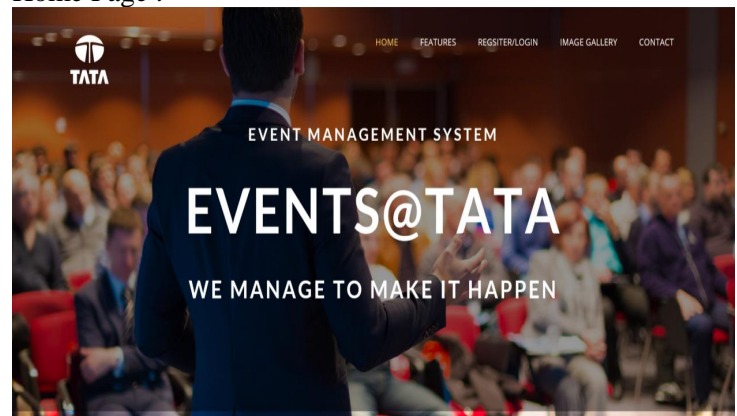 Home Page :
TATA
HOME FEATURES REGSITER/LOGIN IMAGE GALLERY CONTACT
EVENT MANAGEMENT SYSTEM
EVENTS@TATA
WE MANAGE TO MAKE IT HAPPEN